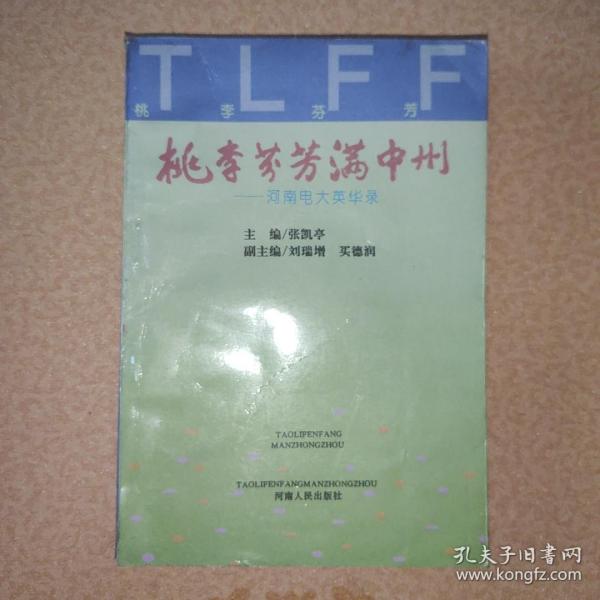 TLFF
桃李芬芳
桃李芬芳满中州
——河南电大英华录
主 编/张凯亭
副主编/刘瑞增 买德润
TAOLIFENFANG
MANZHONGZHOU
TAOLIFENFANGMANZHONGZHOU
河南人民出版社
孔夫子旧书网
www.kongfz.com